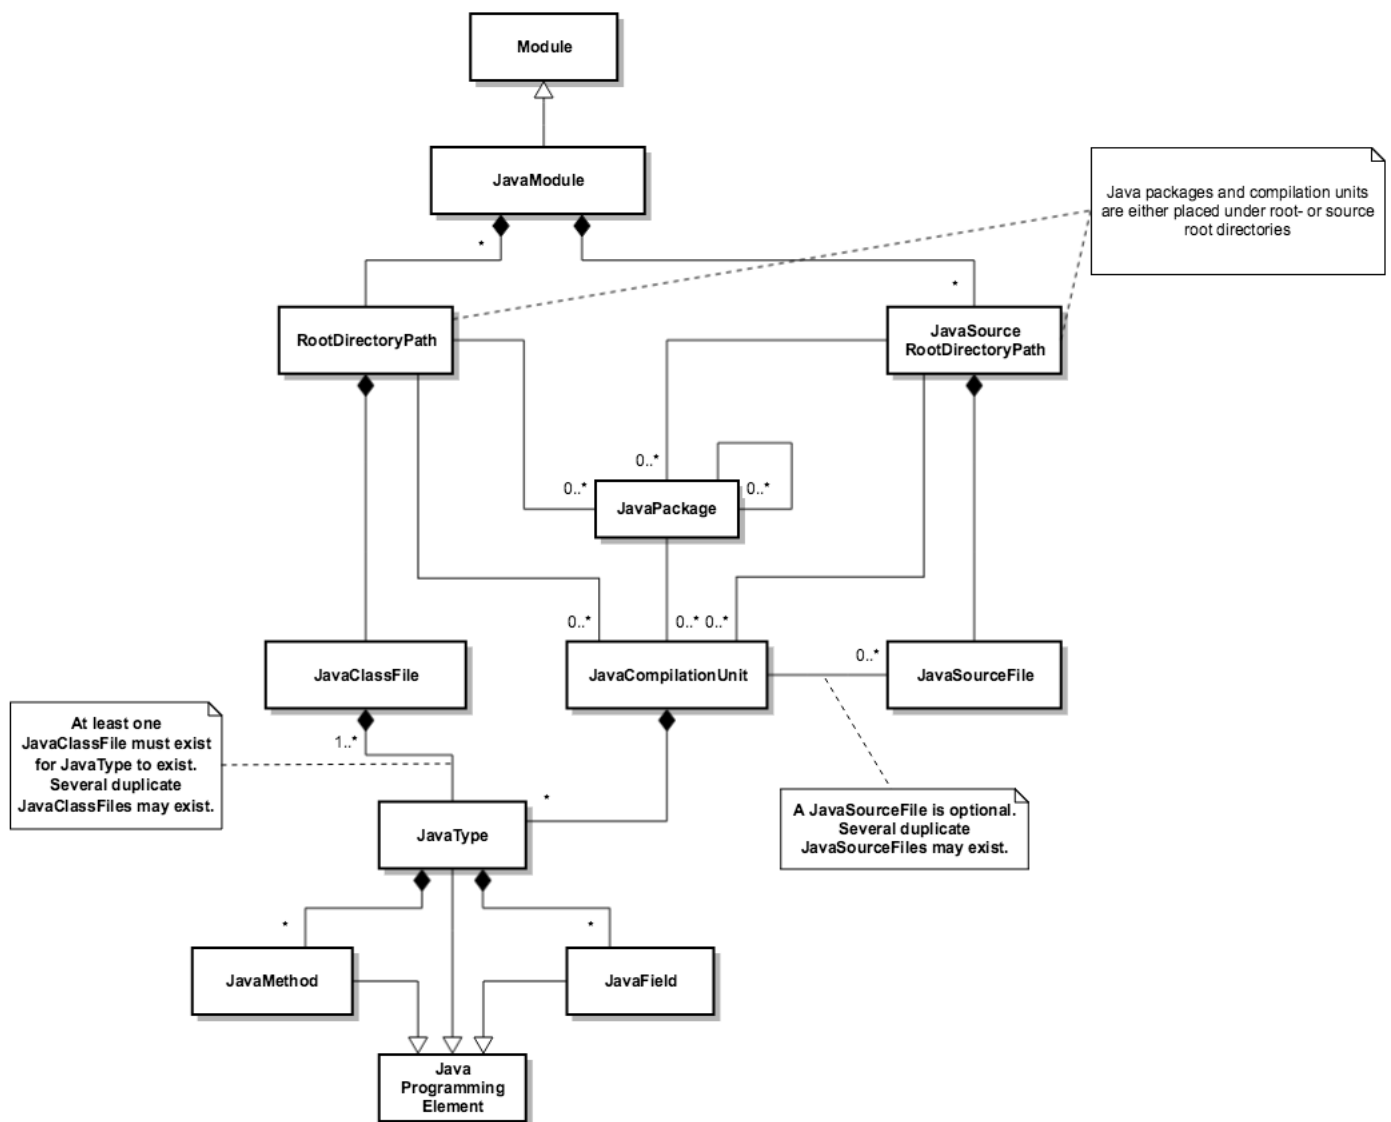 Module
JavaModule
Java packages and compilation units
are either placed under root- or source
root directories
*
*
RootDirectoryPath
JavaSource
RootDirectoryPath
0..*
0..*
0..*
JavaPackage
0..*
0..* 0..*
0..*
JavaClassFile
JavaCompilationUnit
JavaSourceFile
At least one
JavaClassFile must exist
for JavaType to exist.
Several duplicate
JavaClassFiles may exist.
1..*
*
A JavaSourceFile is optional.
Several duplicate
JavaSourceFiles may exist.
JavaType
*
*
JavaMethod
JavaField
Java
Programming
Element